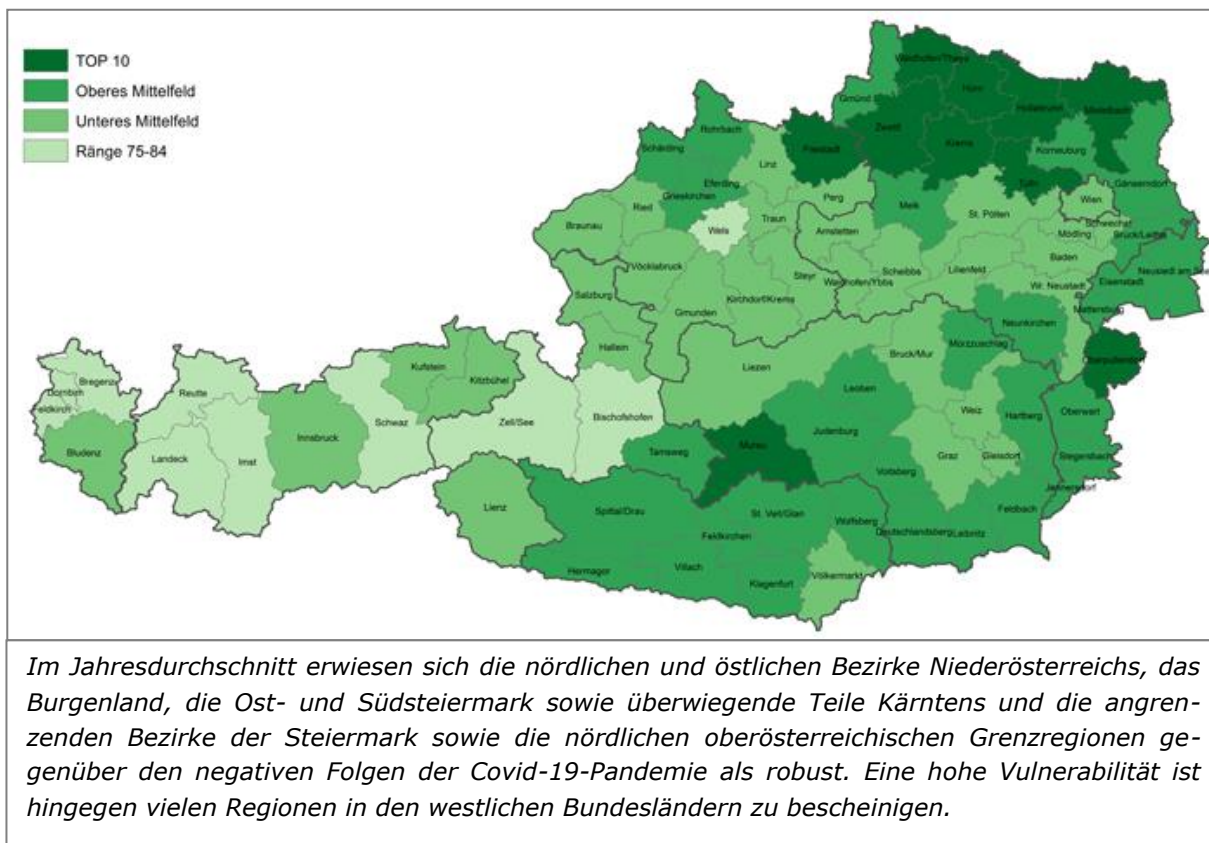 TOP 10
Oberes Mittelfeld
Unteres Mittelfeld
Ränge 75-84
Waidhofen/Thaya
Horn
Gmünd
Hollabrunn
Mistelbach
Zwettl
Krems
Korneuburg
Rohrbach
Schärding
Freistadt
Linz
Tulln
Gänserndorf
Eferding
Grieskirchen
Perg
Melk
St. Pölten
Wien
Ried
Wels
Traun
Amstetten
Schwechat
Mödling
Bruck/Leitha
Braunau
Baden
Vöcklabruck
Steyr
Scheibbs
Lilienfeld
Neusiedl am See
Waidhofen/Ybbs
Wr. Neustadt
Eisenstadt
Salzburg
Kirchdorf/Krems
Gmunden
Mattersburg
Neunkirchen
Hallein
Bruck/Mur
Mürzzuschlag
Oberpullendorf
Kufstein
Liezen
Bregenz
Dornbirn
Feldkirch
Reutte
Kitzbühel
Leoben
Schwaz
Zell/See
Bischofshofen
Weiz
Hartberg
Oberwart
Bludenz
Innsbruck
Landeck
Imst
Tamsweg
Murau
Judenburg
Graz
Gleisdorf
Voitsberg
Jennersdorf
Lienz
Spittal/Drau
St. Veit/Glan
Wolfsberg
Feldbach
Feldkirchen
Deutschlandsberg
Leibnitz
Hermagor
Villach
Klagenfurt
Völkermarkt
Im Jahresdurchschnitt erwiesen sich die nördlichen und östlichen Bezirke Niederösterreichs, das
Burgenland, die Ost- und Südsteiermark sowie überwiegende Teile Kärntens und die angren-
zenden Bezirke der Steiermark sowie die nördlichen oberösterreichischen Grenzregionen ge-
genüber den negativen Folgen der Covid-19-Pandemie als robust. Eine hohe Vulnerabilität ist
hingegen vielen Regionen in den westlichen Bundesländern zu bescheinigen.